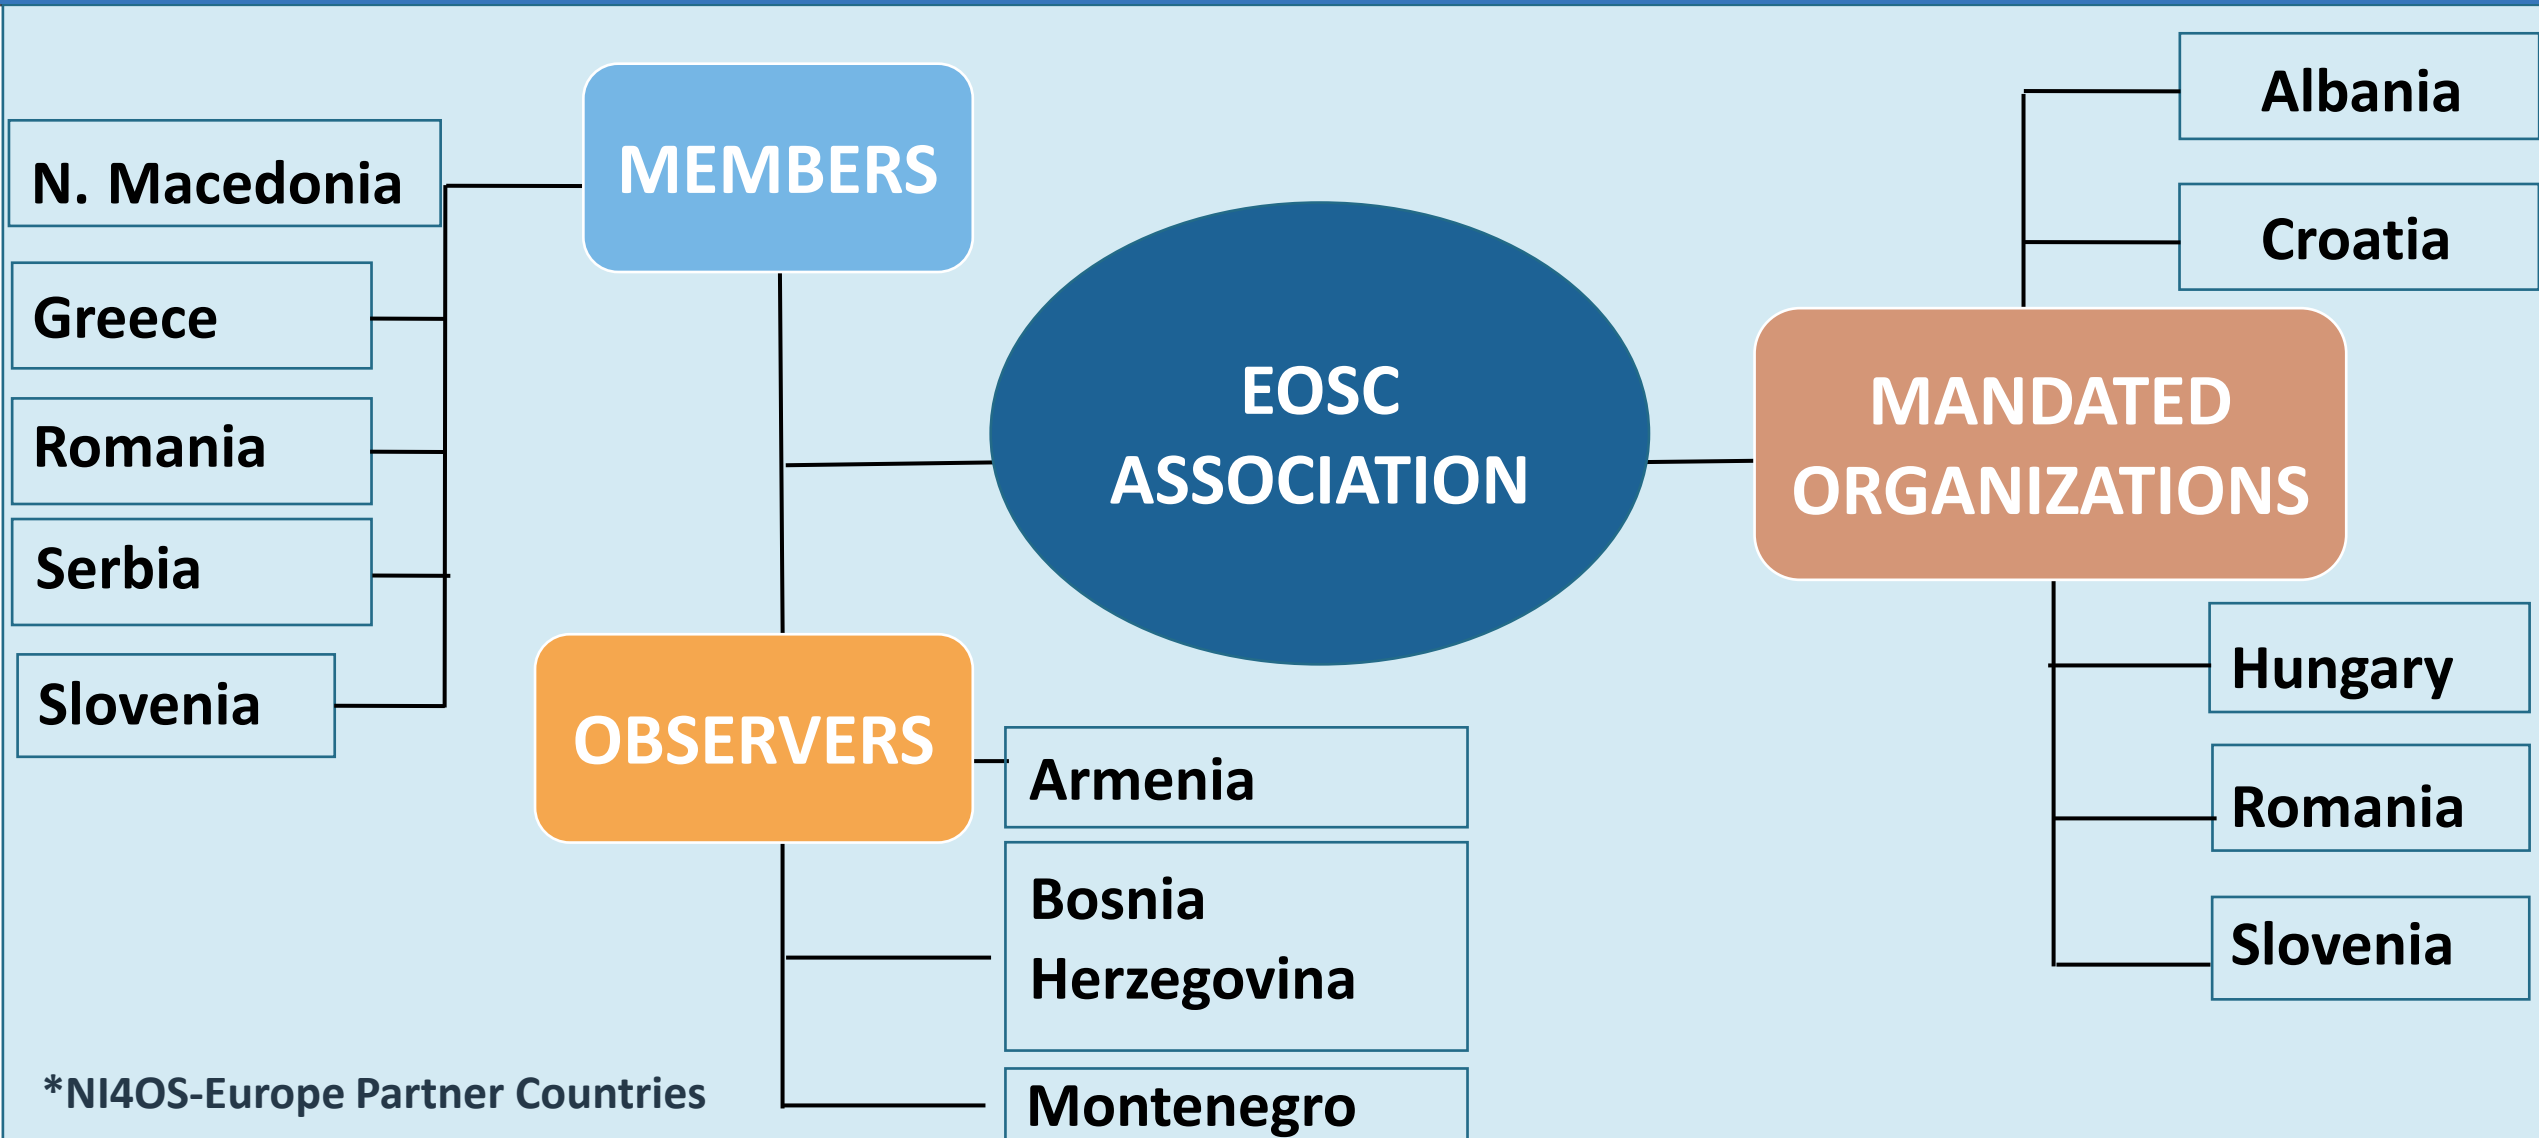 MEMBERS
N. Macedonia
Greece
Romania
Serbia
Slovenia
EOSC
ASSOCIATION
OBSERVERS
Armenia
Bosnia
Herzegovina
Montenegro
Albania
Croatia
MANDATED
ORGANIZATIONS
Hungary
Romania
Slovenia
*NI4OS-Europe Partner Countries